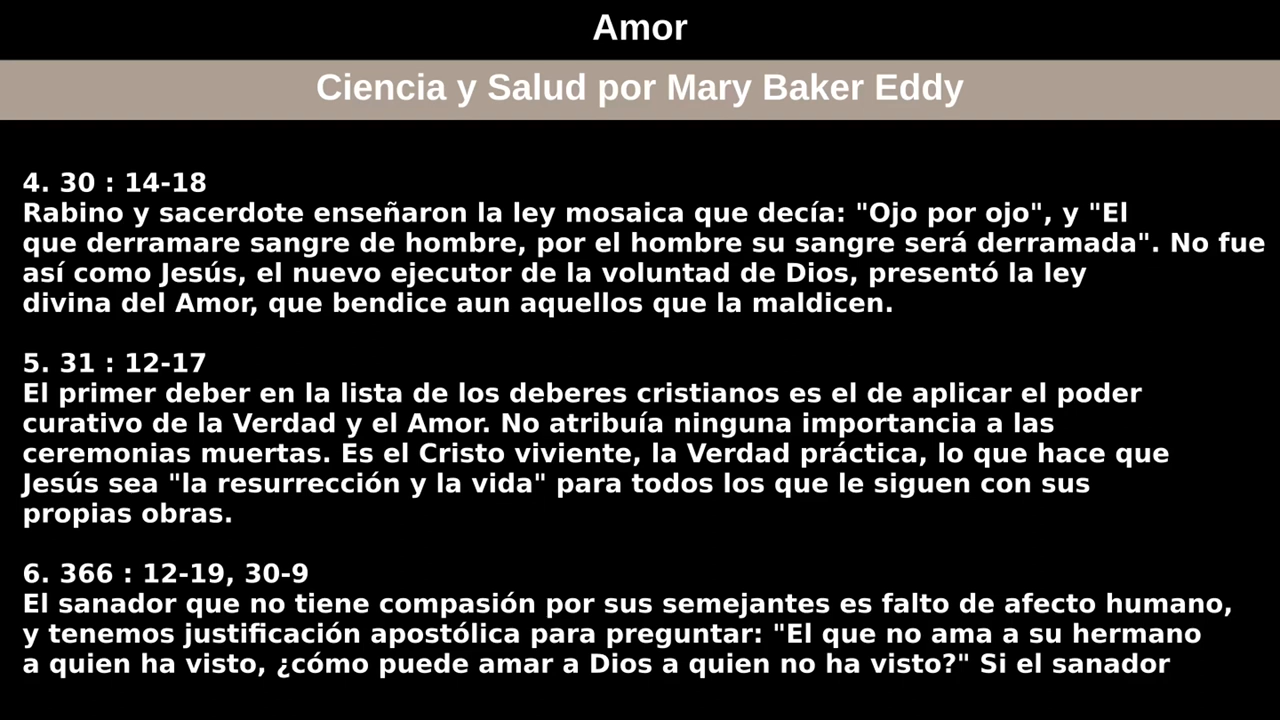 Amor
Ciencia y Salud por Mary Baker Eddy
4. 30 : 14-18
Rabino y sacerdote enseñaron la ley mosaica que decía: "Ojo por ojo", y "El
que derramare sangre de hombre, por el hombre su sangre será derramada". No fue
así como Jesús, el nuevo ejecutor de la voluntad de Dios, presentó la ley
divina del Amor, que bendice aun aquellos que la maldicen.
5. 31 : 12-17
El primer deber en la lista de los deberes cristianos es el de aplicar el poder
curativo de la Verdad y el Amor. No atribuía ninguna importancia a las
ceremonias muertas. Es el Cristo viviente, la Verdad práctica, lo que hace que
Jesús sea "la resurrección y la vida" para todos los que le siguen con sus
propias obras.
6. 366 : 12-19, 30-9
El sanador que no tiene compasión por sus semejantes es falto de afecto humano,
y tenemos justificación apostólica para preguntar: "El que no ama a su hermano
a quien ha visto, ¿cómo puede amar a Dios a quien no ha visto?" Si el sanador